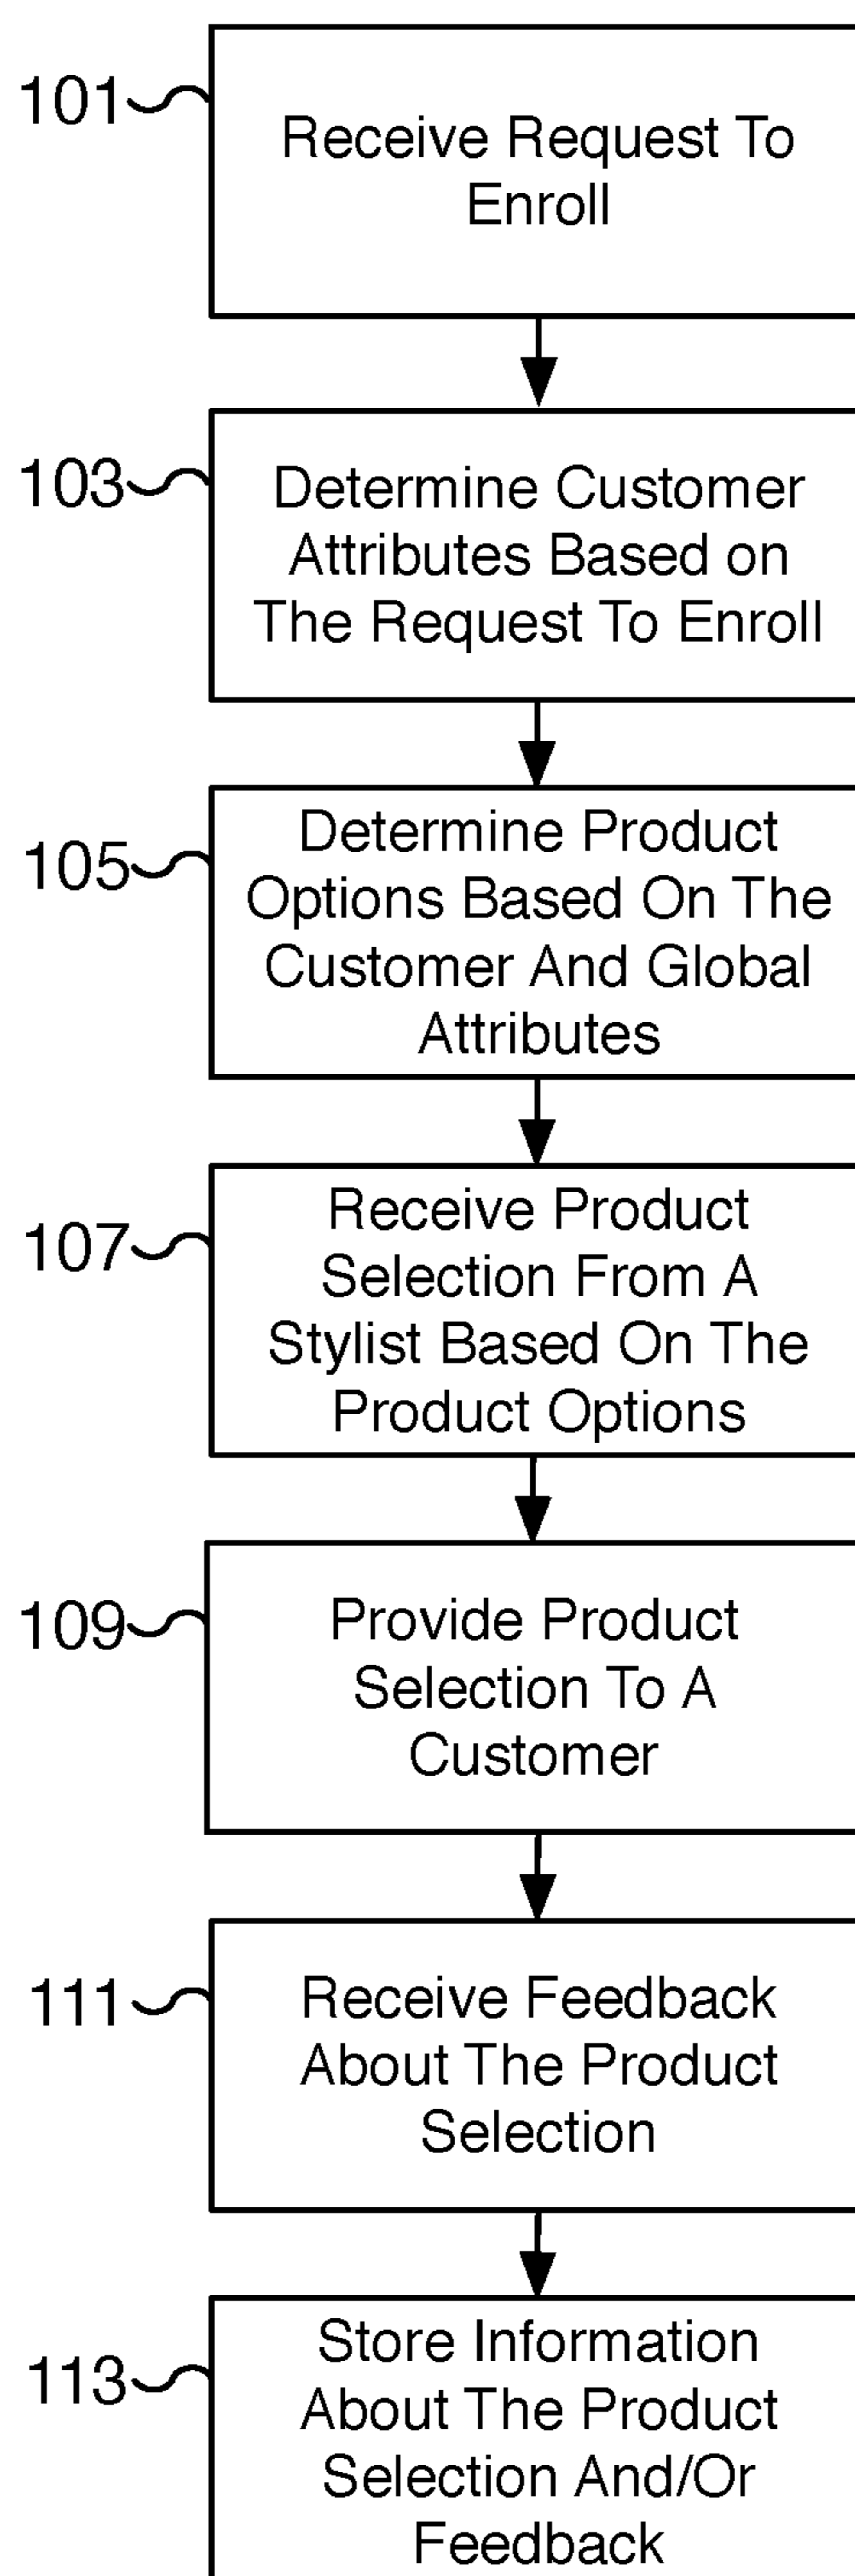 101
Receive Request To
Enroll
103
Determine Customer
Attributes Based on
The Request To Enroll
105
Determine Product
Options Based On The
Customer And Global
Attributes
107
Receive Product
Selection From A
Stylist Based On The
Product Options
109
Provide Product
Selection To A
Customer
111
Receive Feedback
About The Product
Selection
113
Store Information
About The Product
Selection And/Or
Feedback